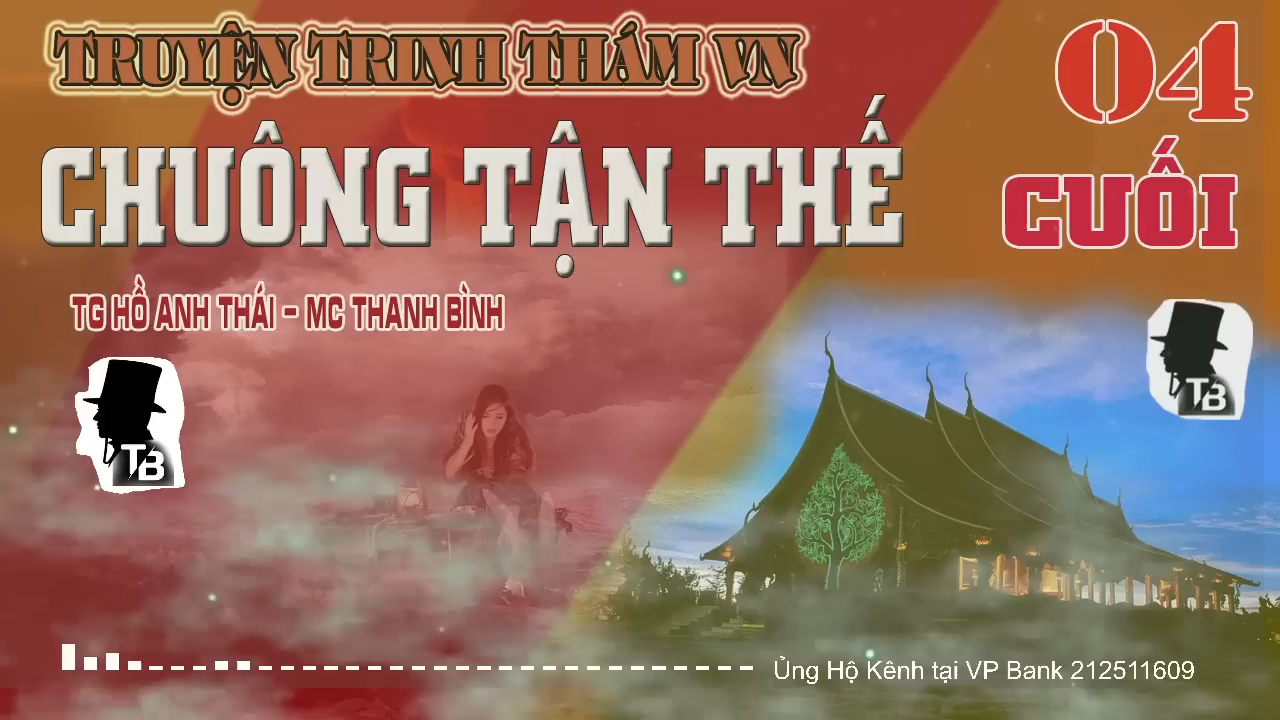 TRUYỆN TRINH THÁM VN
04
CHUÔNG TẬN THẾ
CUỐI
TG HỒ ANH THÁI - MC THANH BÌNH
TB
TB
Ủng Hộ Kênh tại VP Bank 212511609